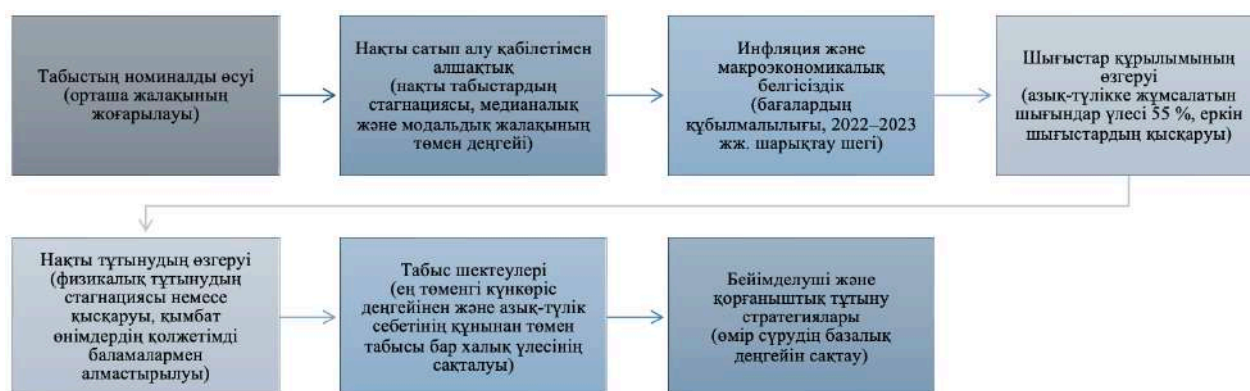 Табыстың номиналды өсуі
(орташа жалақының
жоғарылауы)
Нақты сатып алу қабілетімен
алшақтық
(нақты табыстардың
стагнациясы, медианалық
және модальдық жалақының
төмен деңгейі)
Инфляция және
макроэкономикалық
белгісіздік
(бағалардың
құбылмалылығы, 2022–2023
жж. шарықтау шегі)
Шығыстар құрылымының
өзгеруі
(азық-түлікке жұмсалатын
шығындар үлесі 55 %, еркін
шығыстардың қысқаруы)
Нақты тұтынудың өзгеруі
(физикалық тұтынудың
стагнациясы немесе
қысқаруы, қымбат
өнімдердің қолжетімді
баламалармен
алмастырылуы)
Табыс шектеулері
(ең төменгі күнкөріс
деңгейінен және азық-түлік
себетінің құнынан төмен
табысы бар халық үлесінің
сақталуы)
Бейімделуші және
қорғаныштық тұтыну
стратегиялары
(өмір сүрудің базалық
деңгейін сақтау)